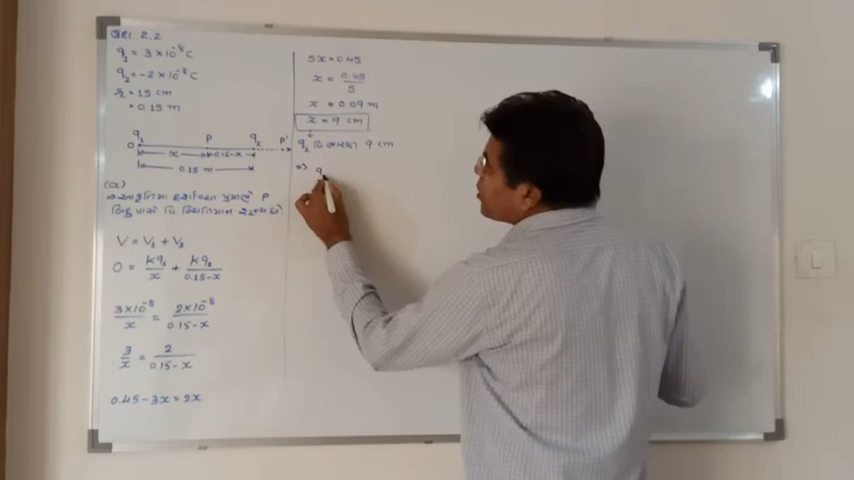 ઉદા 2.2
q₁ = 3 × 10⁻⁸ C
q₂ = -2 × 10⁻⁸ C
r = 15 cm
= 0.15 m
q₁ P q₂ P'
O x 0.15-x
0.15 m
(a)
P
V = V₁ + V₂
0 = kq₁/x + kq₂/0.15-x
3×10⁻⁸/x = 2×10⁻⁸/0.15-x
3/x = 2/0.15-x
0.45-3x=2x
5x=0.45
x = 0.45/5
x = 0.09 m
x = 9 cm
9 cm
q